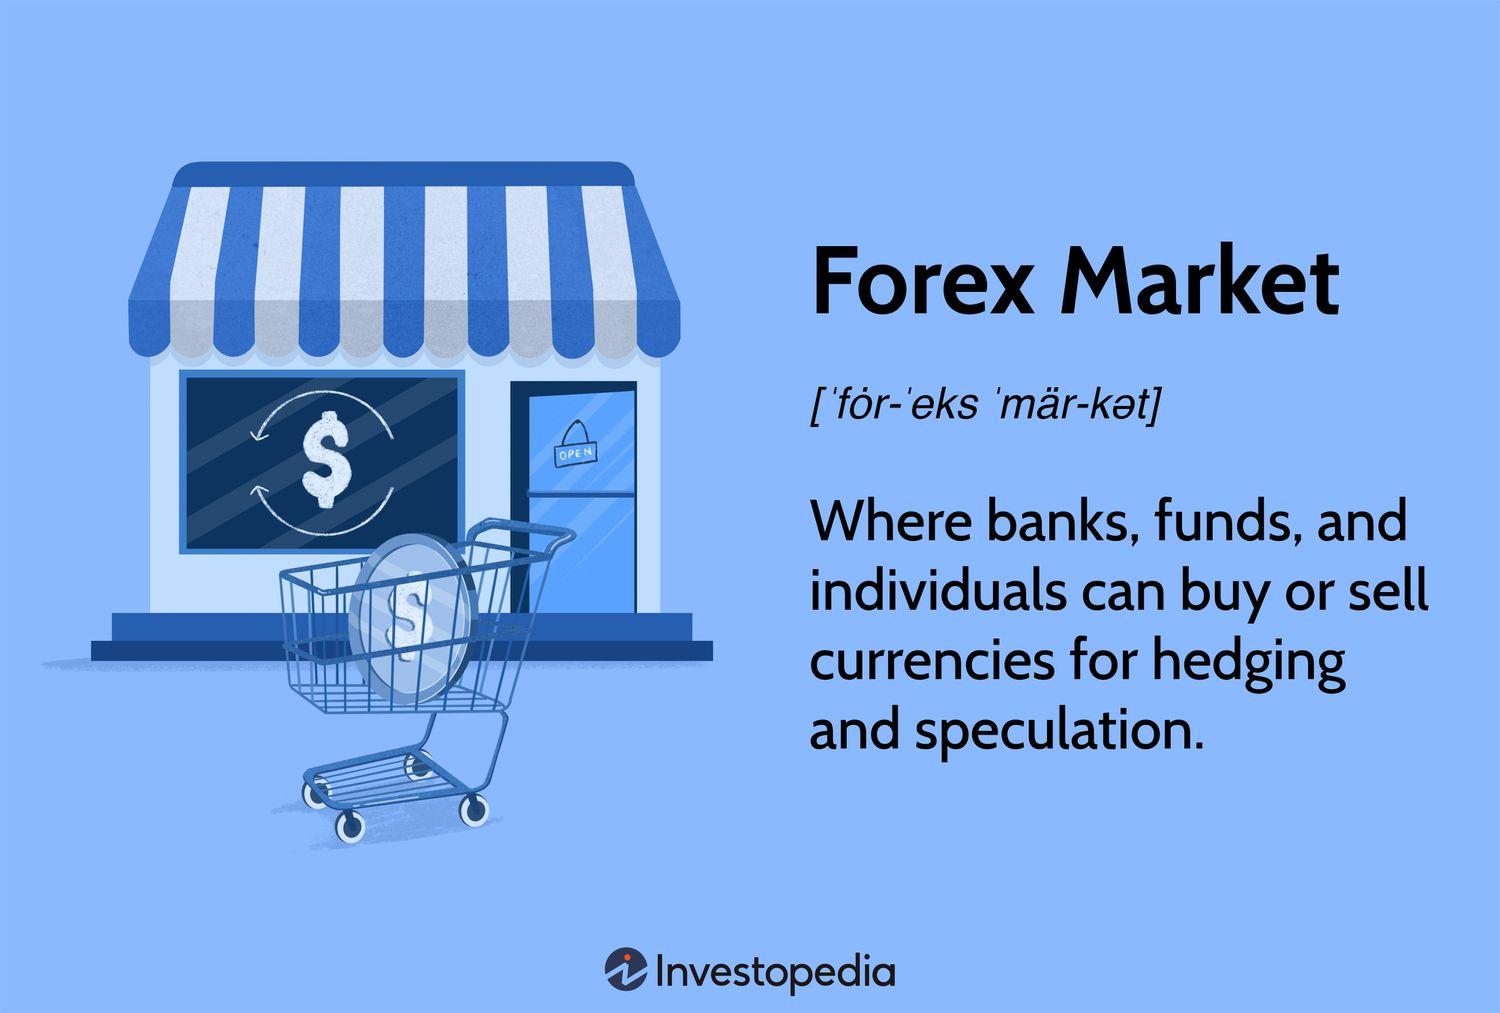 Forex Market
[ˈfȯr-ˈeks ˈmär-kət]
Where banks, funds, and
individuals can buy or sell
currencies for hedging
and speculation.
$
OPEN
$
Investopedia